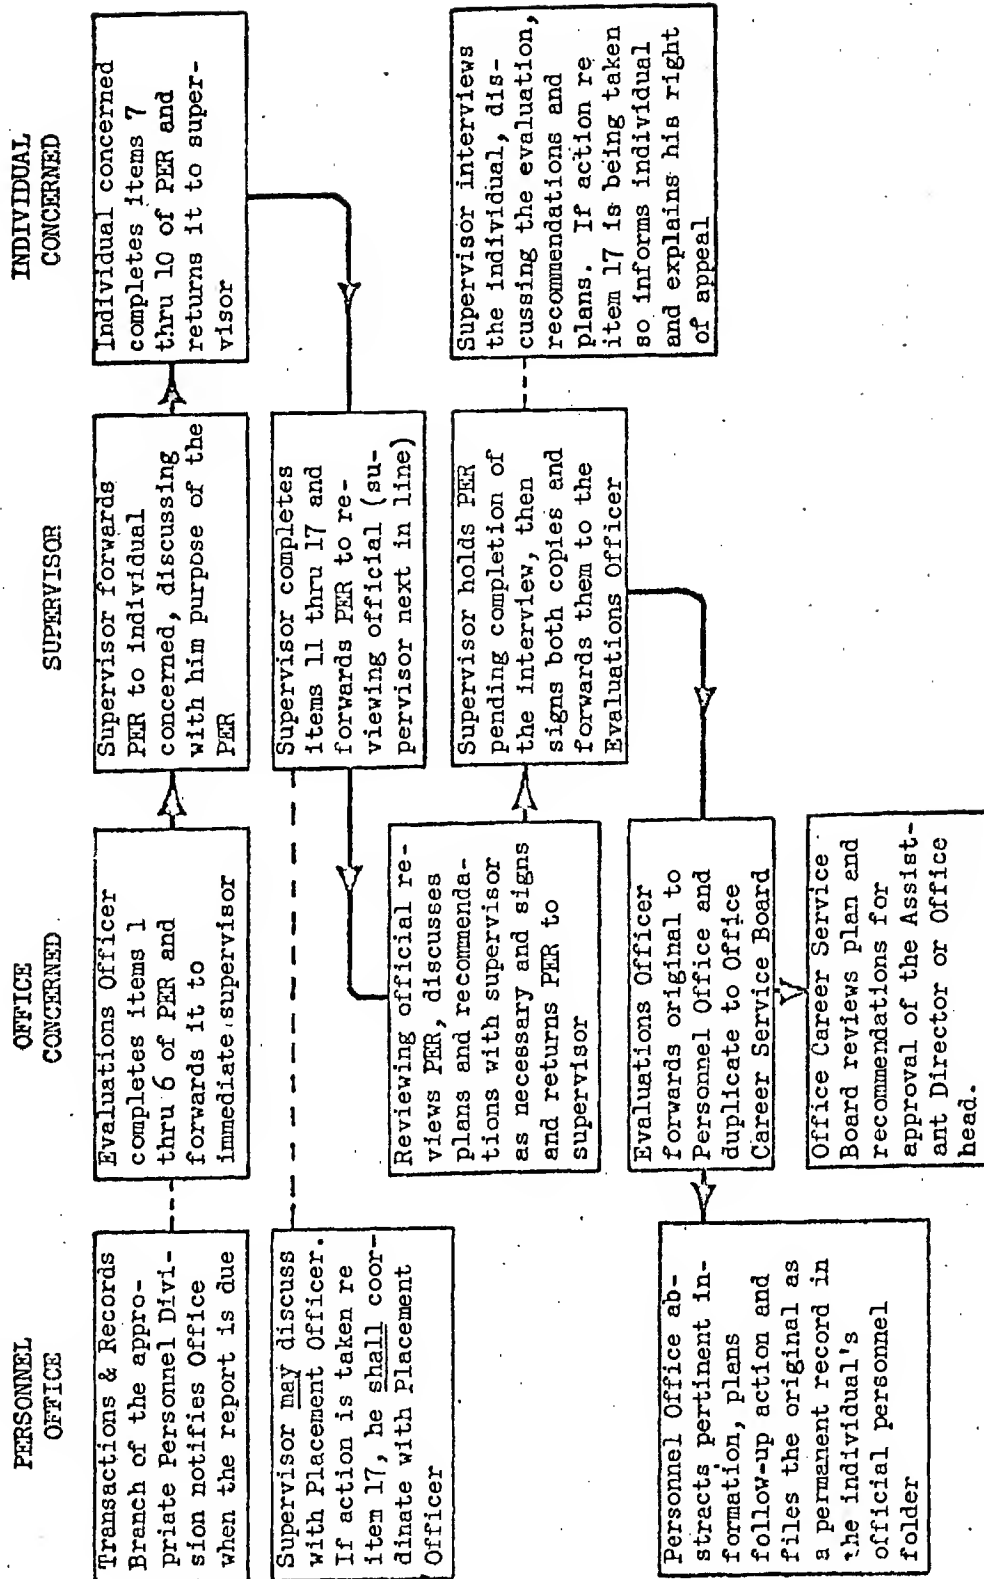 PERSONNEL
OFFICE
OFFICE
CONCERNED
SUPERVISOR
INDIVIDUAL
CONCERNED
Transactions & Records
Branch of the appro-
priate Personnel Divi-
sion notifies Office
when the report is due
Evaluations Officer
completes items 1
thru 6 of PER and
forwards it to
immediate supervisor
Supervisor forwards
PER to individual
concerned, discussing
with him purpose of the
PER
Individual concerned
completes items 7
thru 10 of PER and
returns it to super-
visor
Supervisor may discuss
with Placement Officer.
If action is taken re
item 17, he shall coor-
dinate with Placement
Officer
Supervisor completes
items 11 thru 17 and
forwards PER to re-
viewing official (su-
pervisor next in line)
Reviewing official re-
views PER, discusses
plans and recommenda-
tions with supervisor
as necessary and signs
and returns PER to
supervisor
Supervisor holds PER
pending completion of
the interview, then
signs both copies and
forwards them to the
Evaluations Officer
Supervisor interviews
the individual, dis-
cussing the evaluation,
recommendations and
plans. If action re
item 17 is being taken
so informs individual
and explains his right
of appeal
Evaluations Officer
forwards original to
Personnel Office and
duplicate to Office
Career Service Board
Personnel Office ab-
stracts pertinent in-
formation, plans
follow-up action and
files the original as
a permanent record in
the individual's
official personnel
folder
Office Career Service
Board reviews plan and
recommendations for
approval of the Assist-
ant Director or Office
head.